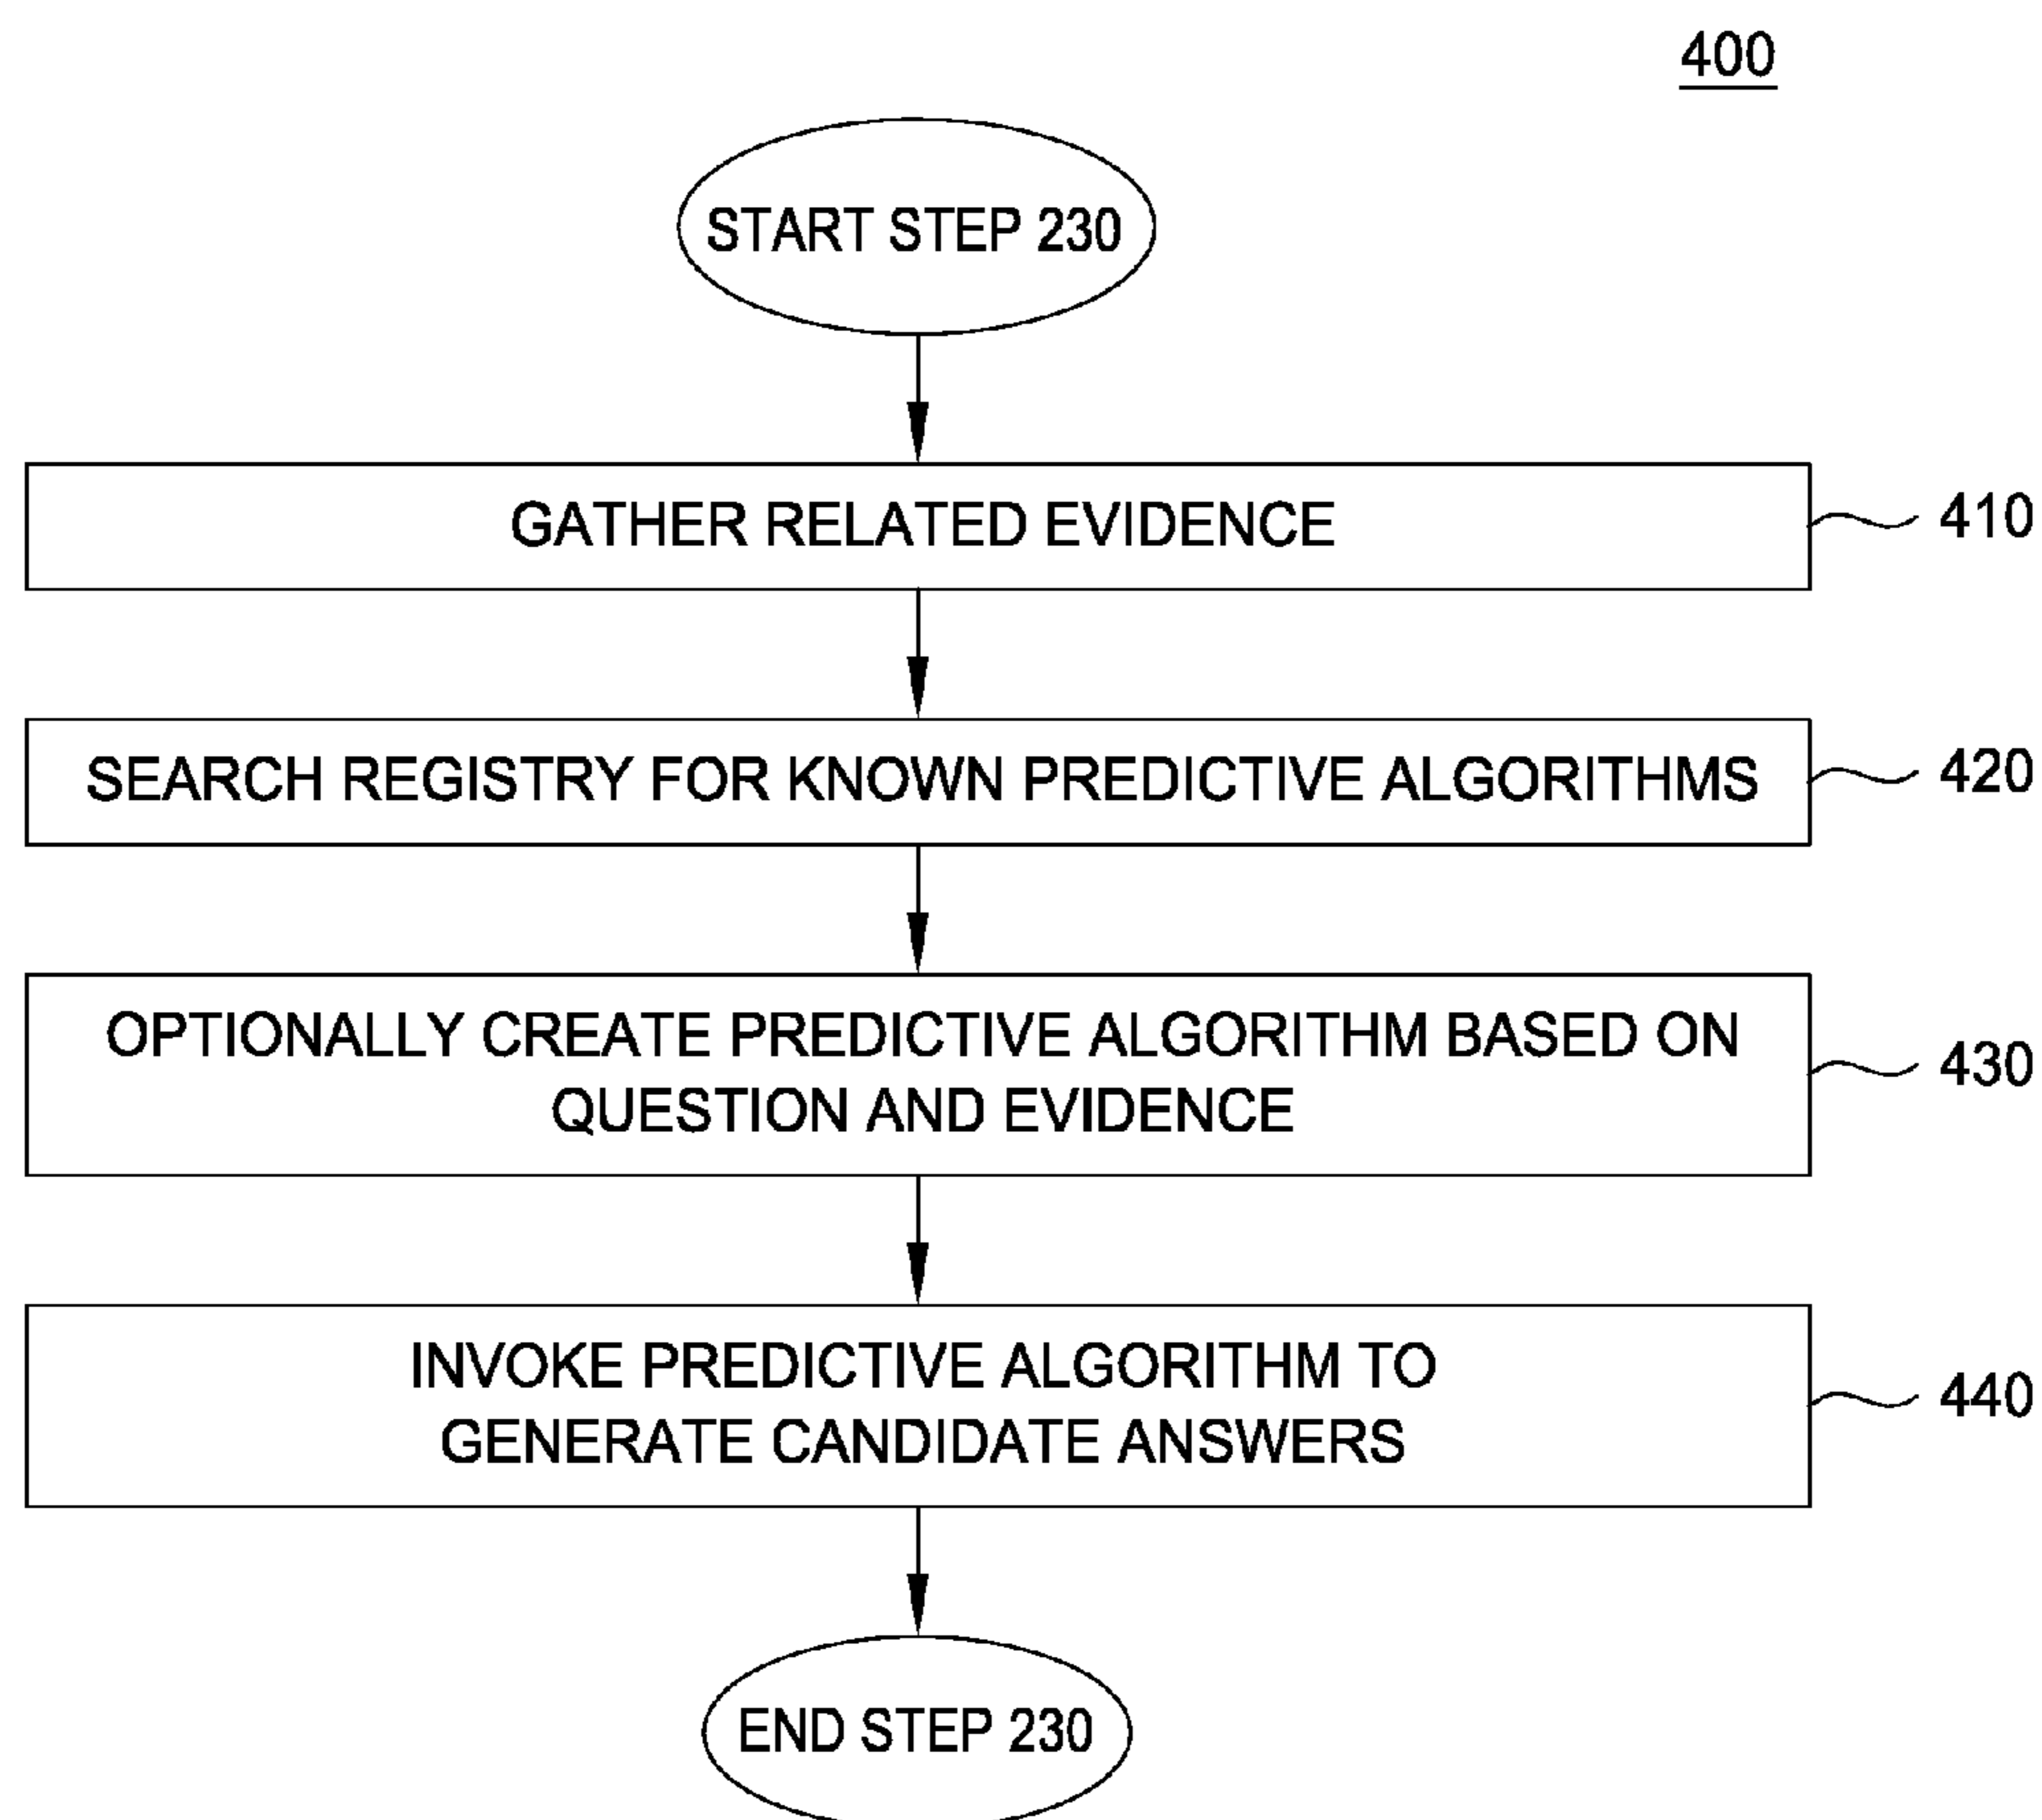 400
START STEP 230
GATHER RELATED EVIDENCE
410
SEARCH REGISTRY FOR KNOWN PREDICTIVE ALGORITHMS
420
OPTIONALLY CREATE PREDICTIVE ALGORITHM BASED ON
QUESTION AND EVIDENCE
430
INVOKE PREDICTIVE ALGORITHM TO
GENERATE CANDIDATE ANSWERS
440
END STEP 230